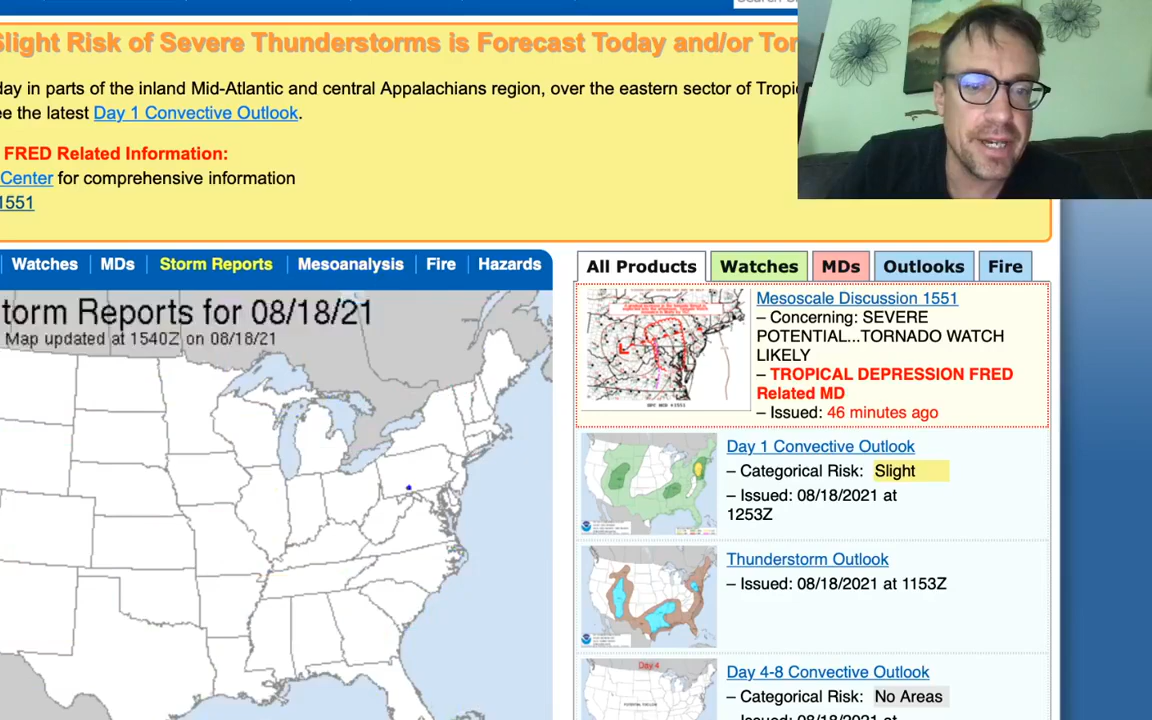 Slight Risk of Severe Thunderstorms is Forecast Today and/or Tor
day in parts of the inland Mid-Atlantic and central Appalachians region, over the eastern sector of Tropic
ee the latest Day 1 Convective Outlook.
FRED Related Information:
Center for comprehensive information
1551
Watches MDs Storm Reports Mesoanalysis Fire Hazards
torm Reports for 08/18/21
Map updated at 1540Z on 08/18/21
All Products Watches MDs Outlooks Fire
Mesoscale Discussion 1551
– Concerning: SEVERE
POTENTIAL...TORNADO WATCH
LIKELY
– TROPICAL DEPRESSION FRED
Related MD
– Issued: 46 minutes ago
Day 1 Convective Outlook
– Categorical Risk: Slight
– Issued: 08/18/2021 at
1253Z
Thunderstorm Outlook
– Issued: 08/18/2021 at 1153Z
Day 4
Day 4-8 Convective Outlook
– Categorical Risk: No Areas